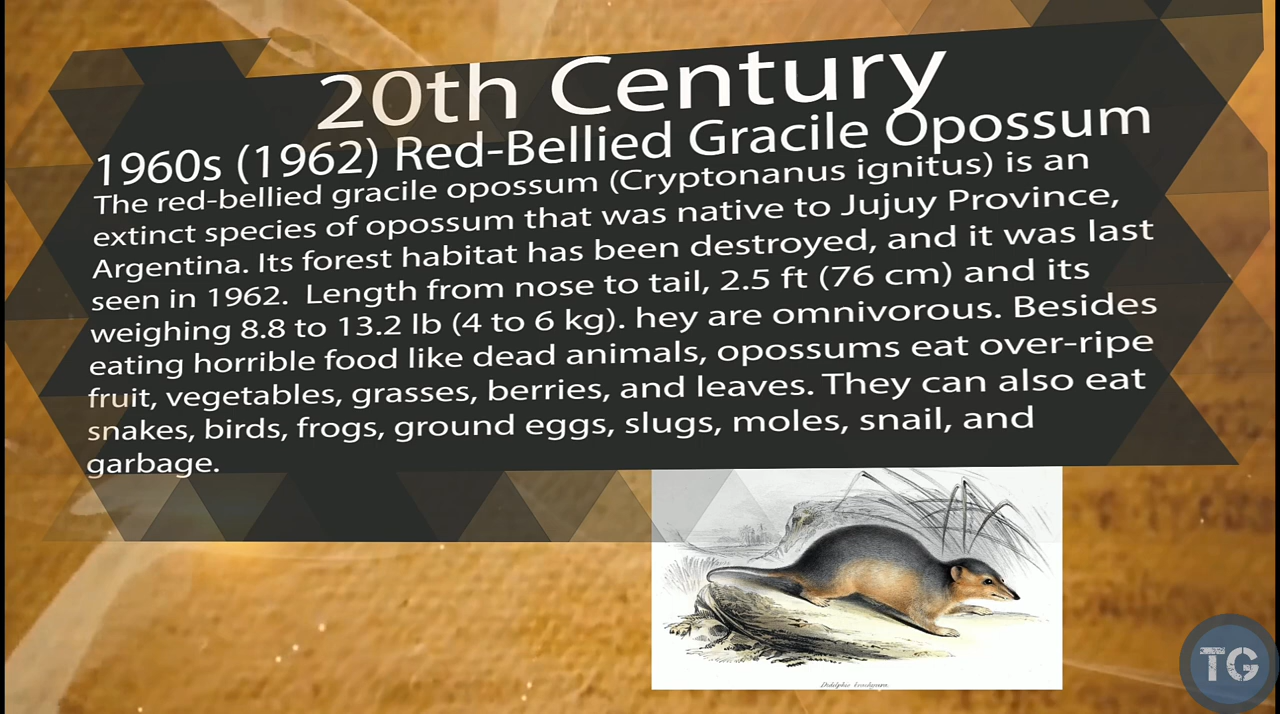 20th Century
1960s (1962) Red-Bellied Gracile Opossum
The red-bellied gracile opossum (Cryptonanus ignitus) is an
extinct species of opossum that was native to Jujuy Province,
Argentina. Its forest habitat has been destroyed, and it was last
seen in 1962.  Length from nose to tail, 2.5 ft (76 cm) and its
weighing 8.8 to 13.2 lb (4 to 6 kg). hey are omnivorous. Besides
eating horrible food like dead animals, opossums eat over-ripe
fruit, vegetables, grasses, berries, and leaves. They can also eat
snakes, birds, frogs, ground eggs, slugs, moles, snail, and
garbage.
TG